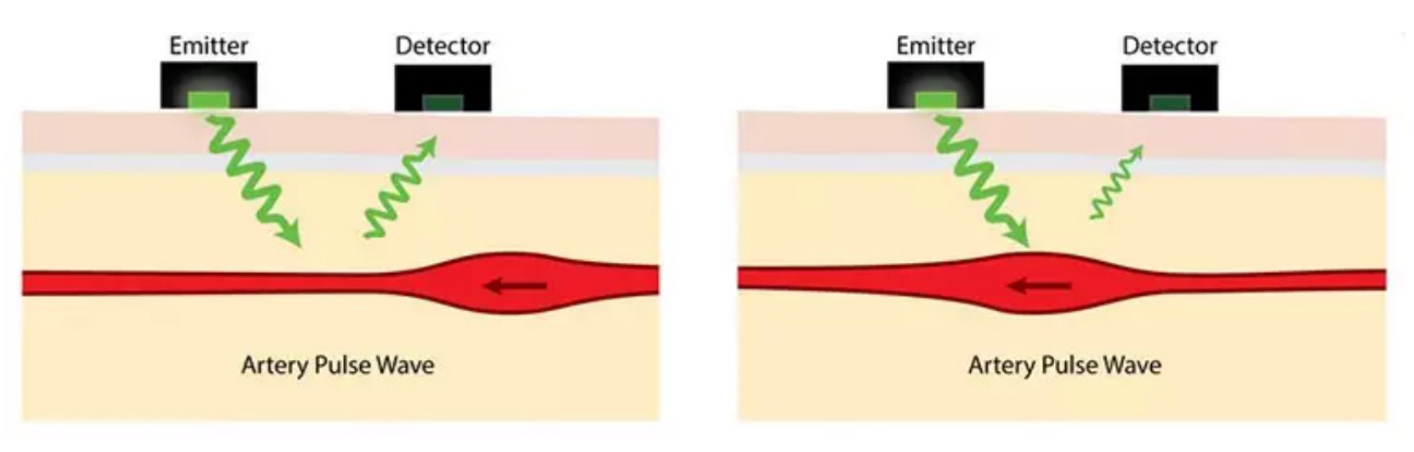 Emitter
Detector
Artery Pulse Wave
Emitter
Detector
Artery Pulse Wave